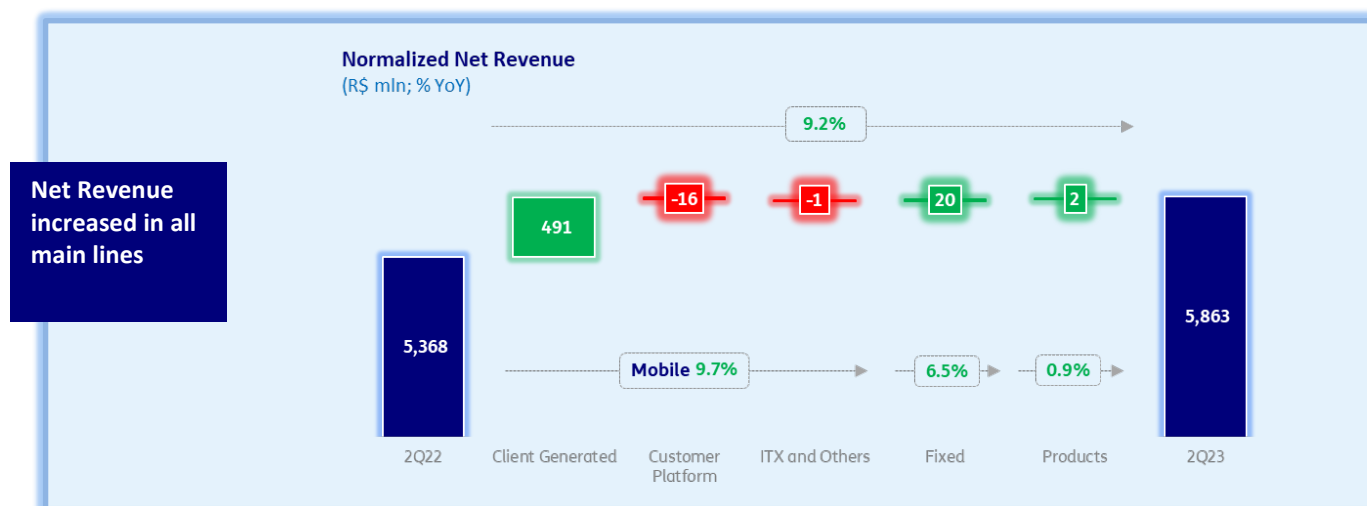 Normalized Net Revenue
(R$ mln; % YoY)
9.2%
Net Revenue
increased in all
main lines
491
-16
-1
20
2
5,368
5,863
Mobile 9.7%
6.5%
0.9%
2Q22
Client Generated
Customer
Platform
ITX and Others
Fixed
Products
2Q23